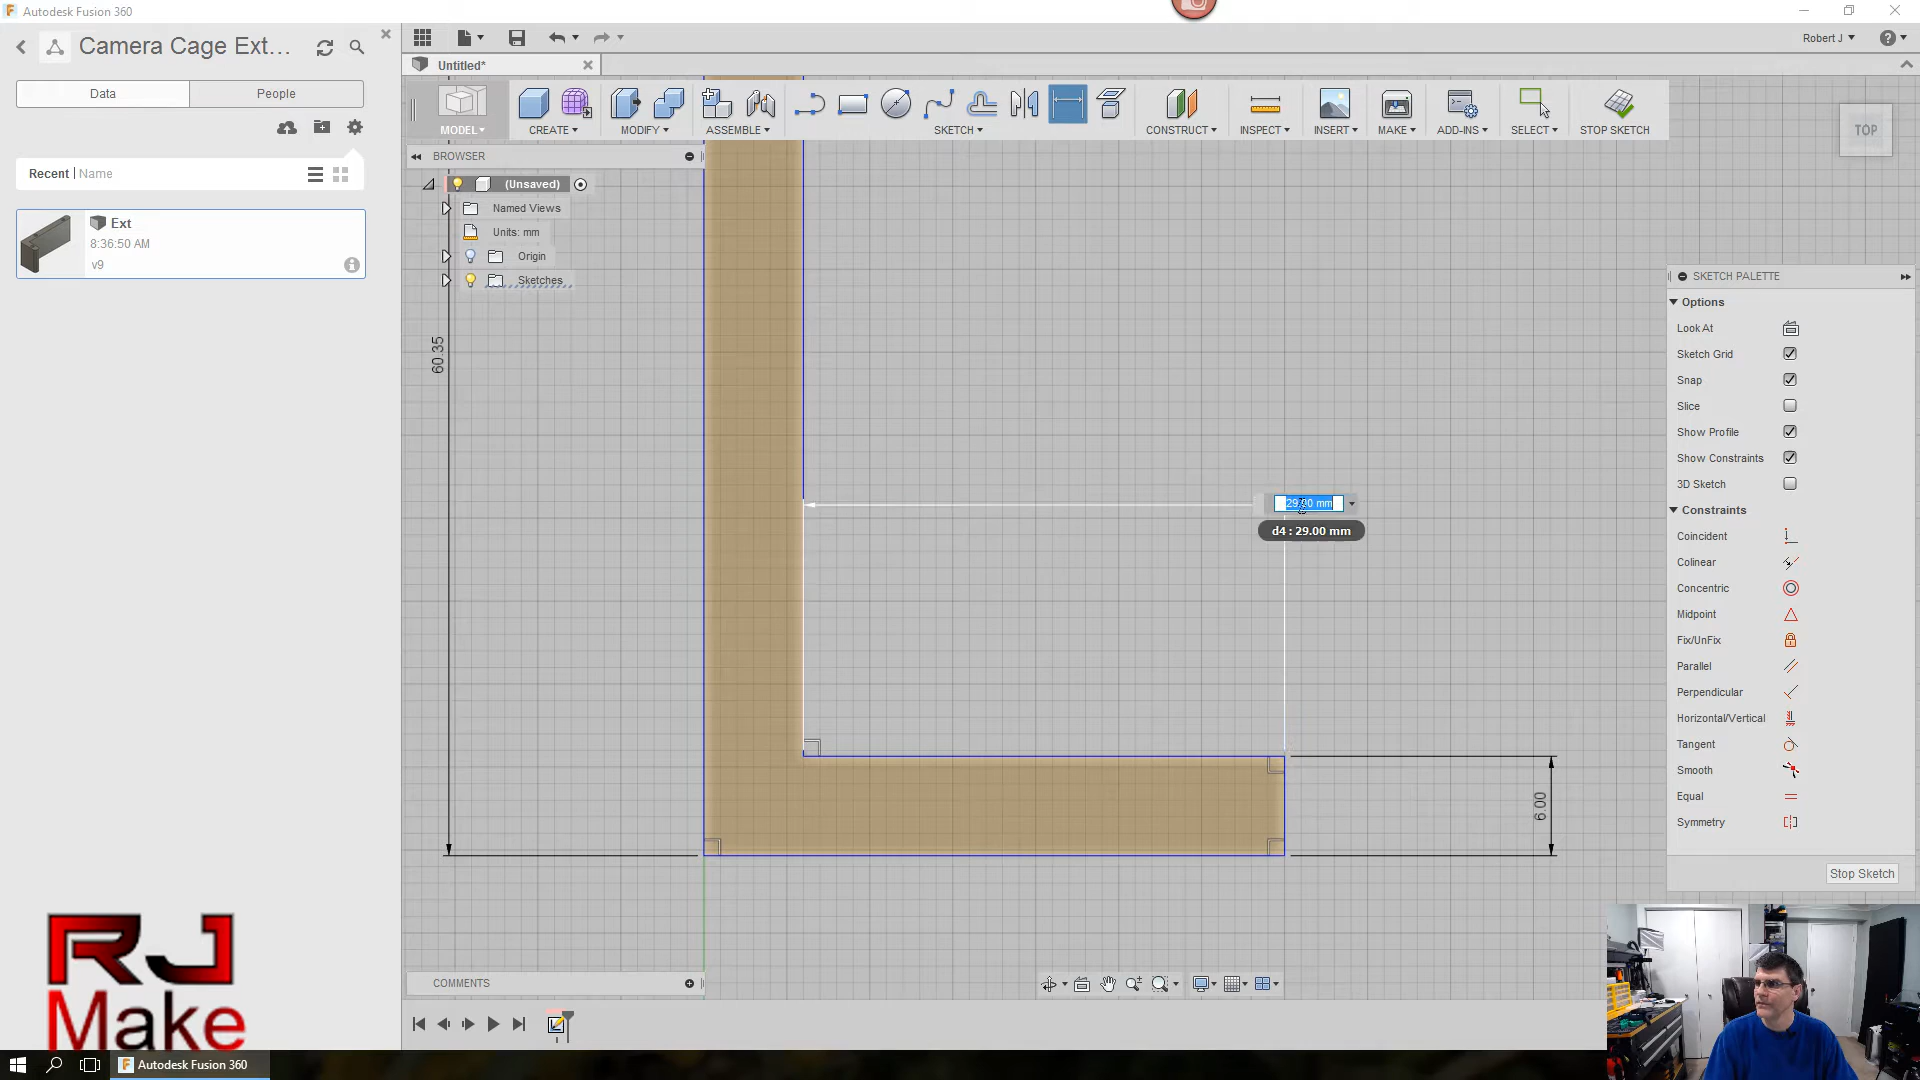 Autodesk Fusion 360
Camera Cage Ext...
Data
People
Recent
Name
Ext
8:36:50 AM
v9
Robert J
Untitled*
MODEL
CREATE
MODIFY
ASSEMBLE
SKETCH
CONSTRUCT
INSPECT
INSERT
MAKE
ADD-INS
SELECT
STOP SKETCH
TOP
BROWSER
(Unsaved)
Named Views
Units: mm
Origin
Sketches
60.35
29.00 mm
d4 : 29.00 mm
6.00
SKETCH PALETTE
Options
Look At
Sketch Grid
Snap
Slice
Show Profile
Show Constraints
3D Sketch
Constraints
Coincident
Colinear
Concentric
Midpoint
Fix/UnFix
Parallel
Perpendicular
Horizontal/Vertical
Tangent
Smooth
Equal
Symmetry
Stop Sketch
COMMENTS
RJ
Make
Autodesk Fusion 360